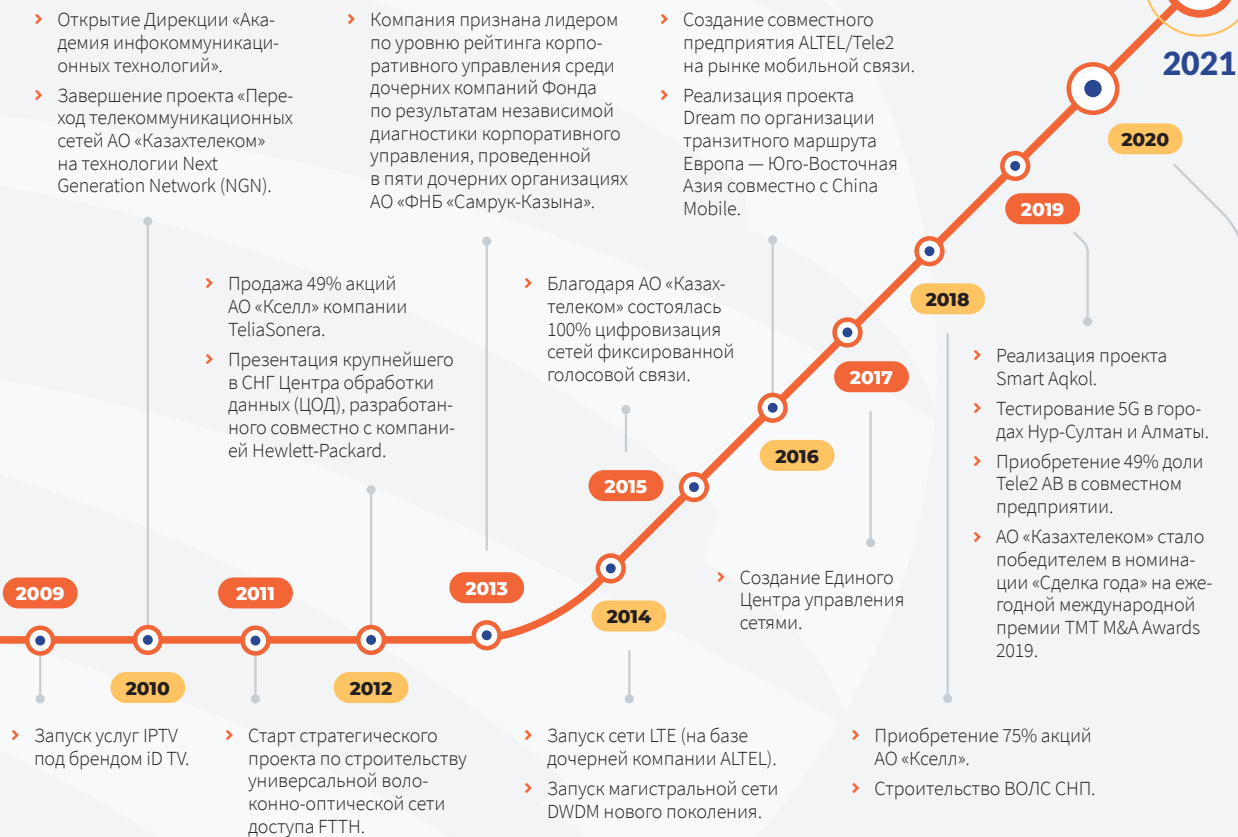 Открытие Дирекции «Ака-
демия инфокоммуникаци-
онных технологий».
Завершение проекта «Пере-
ход телекоммуникационных
сетей АО «Казахтелеком»
на технологии Next
Generation Network (NGN).
Компания признана лидером
по уровню рейтинга корпо-
ративного управления среди
дочерних компаний Фонда
по результатам независимой
диагностики корпоративного
управления, проведенной
в пяти дочерних организациях
АО «ФНБ «Самрук-Казына».
Создание совместного
предприятия ALTEL/Tele2
на рынке мобильной связи.
Реализация проекта
Dream по организации
транзитного маршрута
Европа — Юго-Восточная
Азия совместно с China
Mobile.
2021
2020
2019
2018
2017
2016
2015
Продажа 49% акций
АО «Кселл» компании
TeliaSonera.
Презентация крупнейшего
в СНГ Центра обработки
данных (ЦОД), разработан-
ного совместно с компани-
ей Hewlett-Packard.
Благодаря АО «Казах-
телеком» состоялась
100% цифровизация
сетей фиксированной
голосовой связи.
Реализация проекта
Smart Aqkol.
Тестирование 5G в горо-
дах Нур-Султан и Алматы.
Приобретение 49% доли
Tele2 AB в совместном
предприятии.
АО «Казахтелеком» стало
победителем в номина-
ции «Сделка года» на еже-
годной международной
премии TMT M&A Awards
2019.
Создание Единого
Центра управления
сетями.
2009
2010
2011
2012
2013
2014
Запуск услуг IPTV
под брендом iD TV.
Старт стратегического
проекта по строительству
универсальной воло-
конно-оптической сети
доступа FTTH.
Запуск сети LTE (на базе
дочерней компании ALTEL).
Запуск магистральной сети
DWDM нового поколения.
Приобретение 75% акций
АО «Кселл».
Строительство ВОЛС СНП.